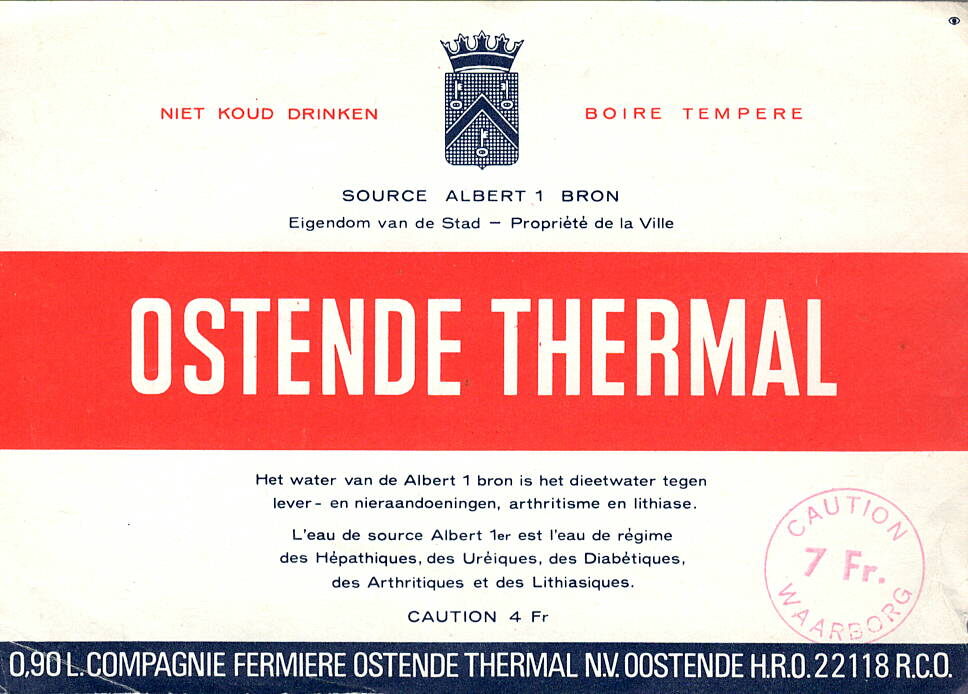 NIET KOUD DRINKEN
BOIRE TEMPERE
SOURCE ALBERT 1 BRON
Eigendom van de Stad – Propriété de la Ville
OSTENDE THERMAL
Het water van de Albert 1 bron is het dieetwater tegen
lever- en nieraandoeningen, arthritisme en lithiase.
L'eau de source Albert 1er est l'eau de régime
des Hépathiques, des Uréiques, des Diabétiques,
des Arthritiques et des Lithiasiques.
CAUTION 4 Fr
CAUTION
7 Fr.
WAARBORG
0,90 L. COMPAGNIE FERMIERE OSTENDE THERMAL N.V. OOSTENDE H.R.O. 22118 R.C.O.